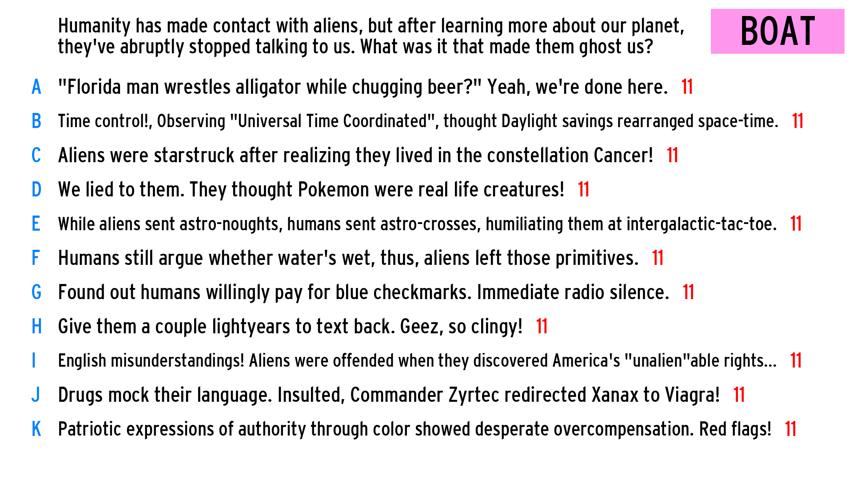 Humanity has made contact with aliens, but after learning more about our planet,
they've abruptly stopped talking to us. What was it that made them ghost us?
BOAT
A "Florida man wrestles alligator while chugging beer?" Yeah, we're done here. 11
B Time control!, Observing "Universal Time Coordinated", thought Daylight savings rearranged space-time. 11
C Aliens were starstruck after realizing they lived in the constellation Cancer! 11
D We lied to them. They thought Pokemon were real life creatures! 11
E While aliens sent astro-noughts, humans sent astro-crosses, humiliating them at intergalactic-tac-toe. 11
F Humans still argue whether water's wet, thus, aliens left those primitives. 11
G Found out humans willingly pay for blue checkmarks. Immediate radio silence. 11
H Give them a couple lightyears to text back. Geez, so clingy! 11
I English misunderstandings! Aliens were offended when they discovered America's "unalien"able rights... 11
J Drugs mock their language. Insulted, Commander Zyrtec redirected Xanax to Viagra! 11
K Patriotic expressions of authority through color showed desperate overcompensation. Red flags! 11